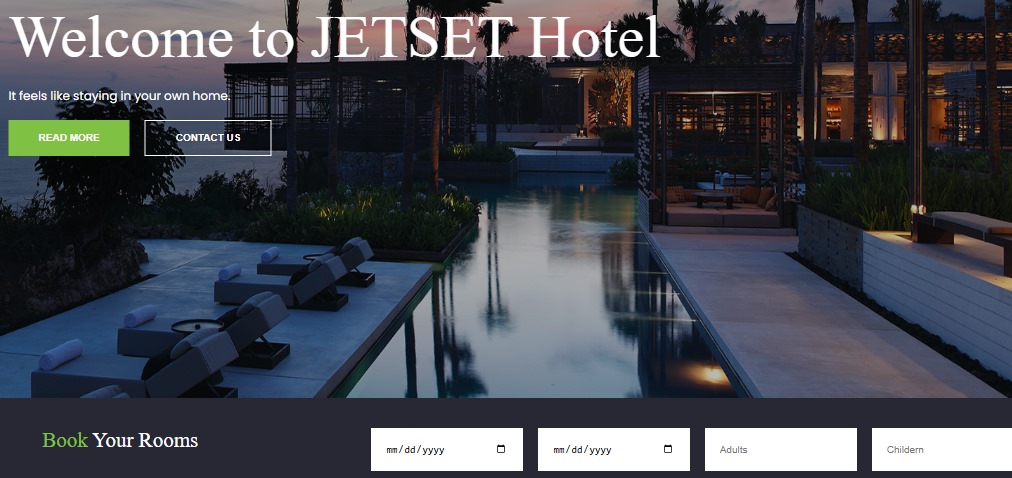 Welcome to JETSET Hotel
It feels like staying in your own home.
READ MORE CONTACT US
Book Your Rooms mm/dd/yyyy mm/dd/yyyy Adults Childern